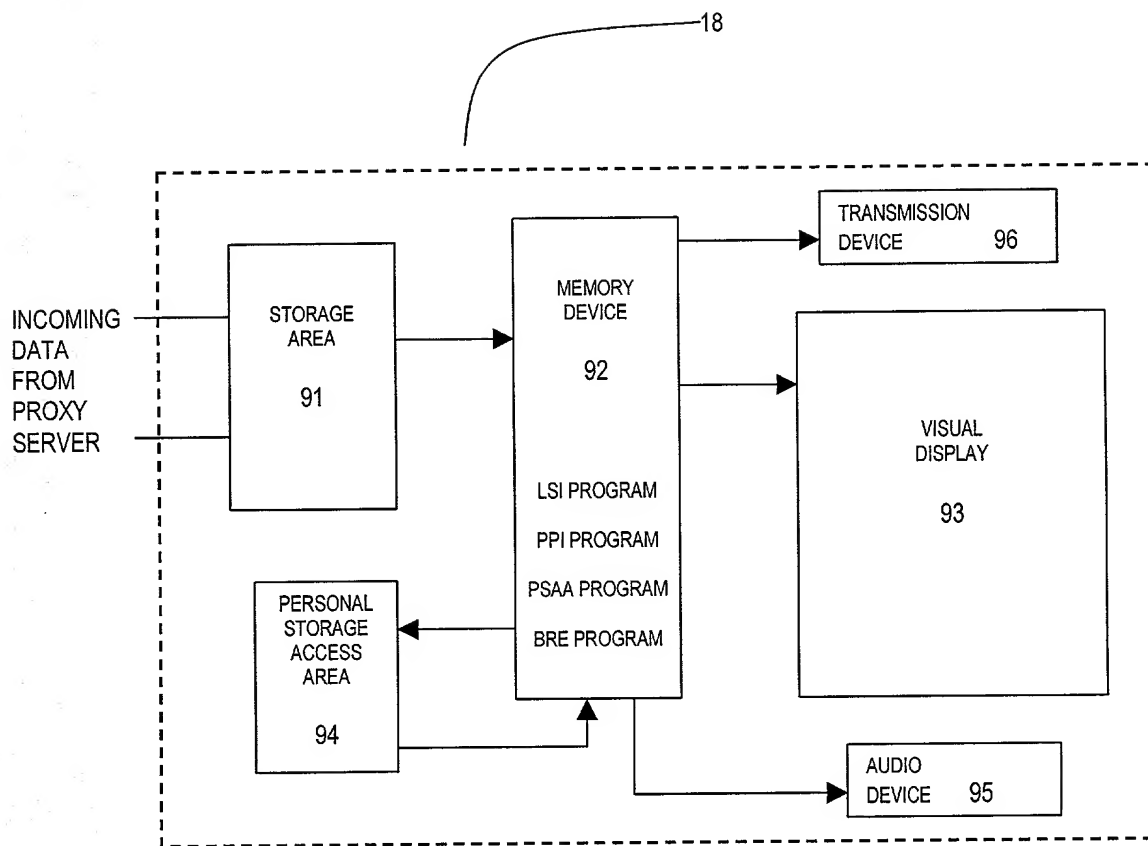 18
INCOMING
DATA
FROM
PROXY
SERVER
STORAGE
AREA
91
MEMORY
DEVICE
92
LSI PROGRAM
PPI PROGRAM
PSAA PROGRAM
BRE PROGRAM
TRANSMISSION
DEVICE 96
VISUAL
DISPLAY
93
PERSONAL
STORAGE
ACCESS
AREA
94
AUDIO
DEVICE 95